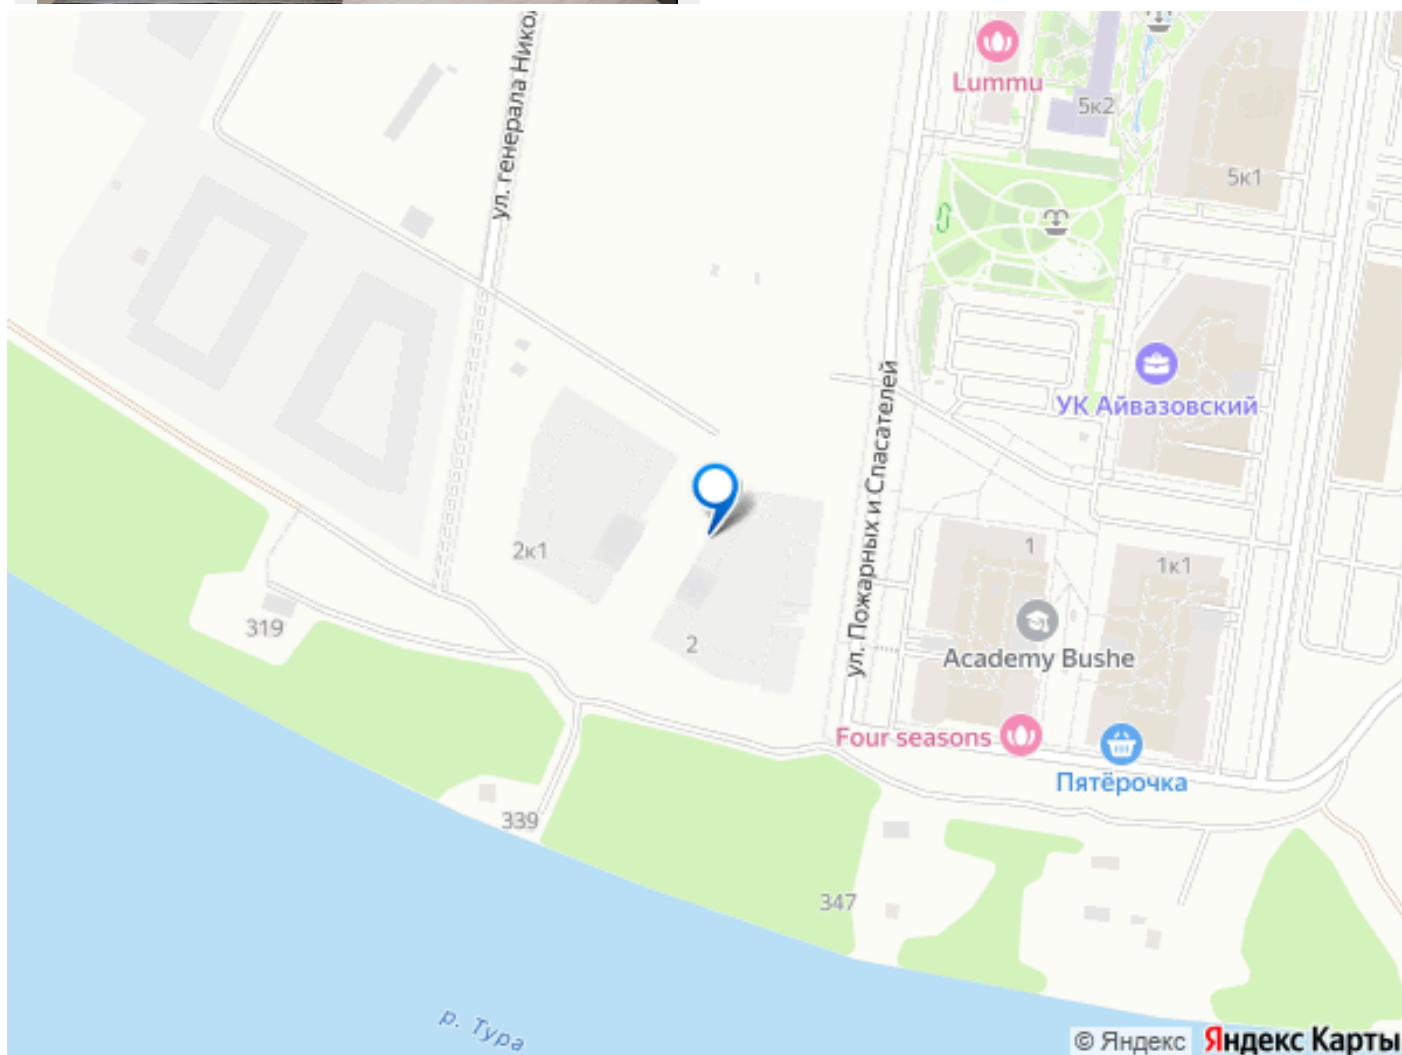 ул. генерала Нико
Lummu
5к2
5к1
УК Айвазовский
ул. Пожарных и Спасателей
2к1
1
1к1
319
2
Academy Bushe
Four seasons
Пятёрочка
339
347
р. Тура
© Яндекс Яндекс Карты